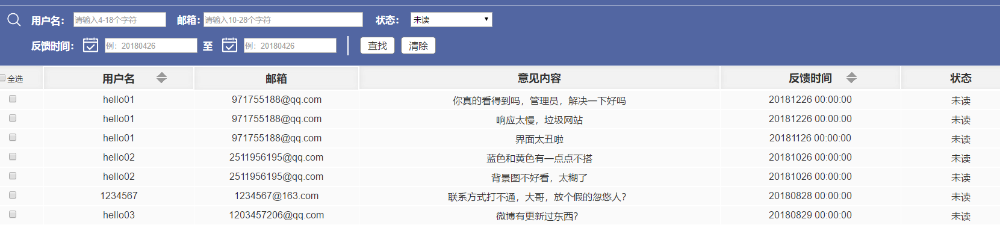 用户名： 请输入4-18个字符 邮箱： 请输入10-28个字符 状态： 未读
反馈时间： 例：20180426 至 例：20180426 查找 清除
全选 用户名 邮箱 意见内容 反馈时间 状态
hello01 971755188@qq.com 你真的看得到吗，管理员，解决一下好吗 20181226 00:00:00 未读
hello01 971755188@qq.com 响应太慢，垃圾网站 20181226 00:00:00 未读
hello01 971755188@qq.com 界面太丑啦 20181126 00:00:00 未读
hello02 2511956195@qq.com 蓝色和黄色有一点点不搭 20181026 00:00:00 未读
hello02 2511956195@qq.com 背景图不好看，太糊了 20181026 00:00:00 未读
1234567 1234567@163.com 联系方式打不通，大哥，放个假的忽悠人？ 20180828 00:00:00 未读
hello03 1203457206@qq.com 微博有更新过东西？ 20180829 00:00:00 未读